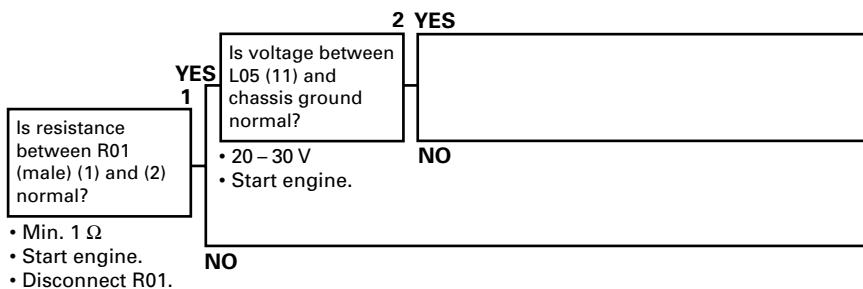 2 YES
Is voltage between
L05 (11) and
chassis ground
normal?
YES
1
Is resistance
between R01
(male) (1) and (2)
normal?
• 20 – 30 V
• Start engine.
NO
• Min. 1 Ω
• Start engine.
• Disconnect R01.
NO